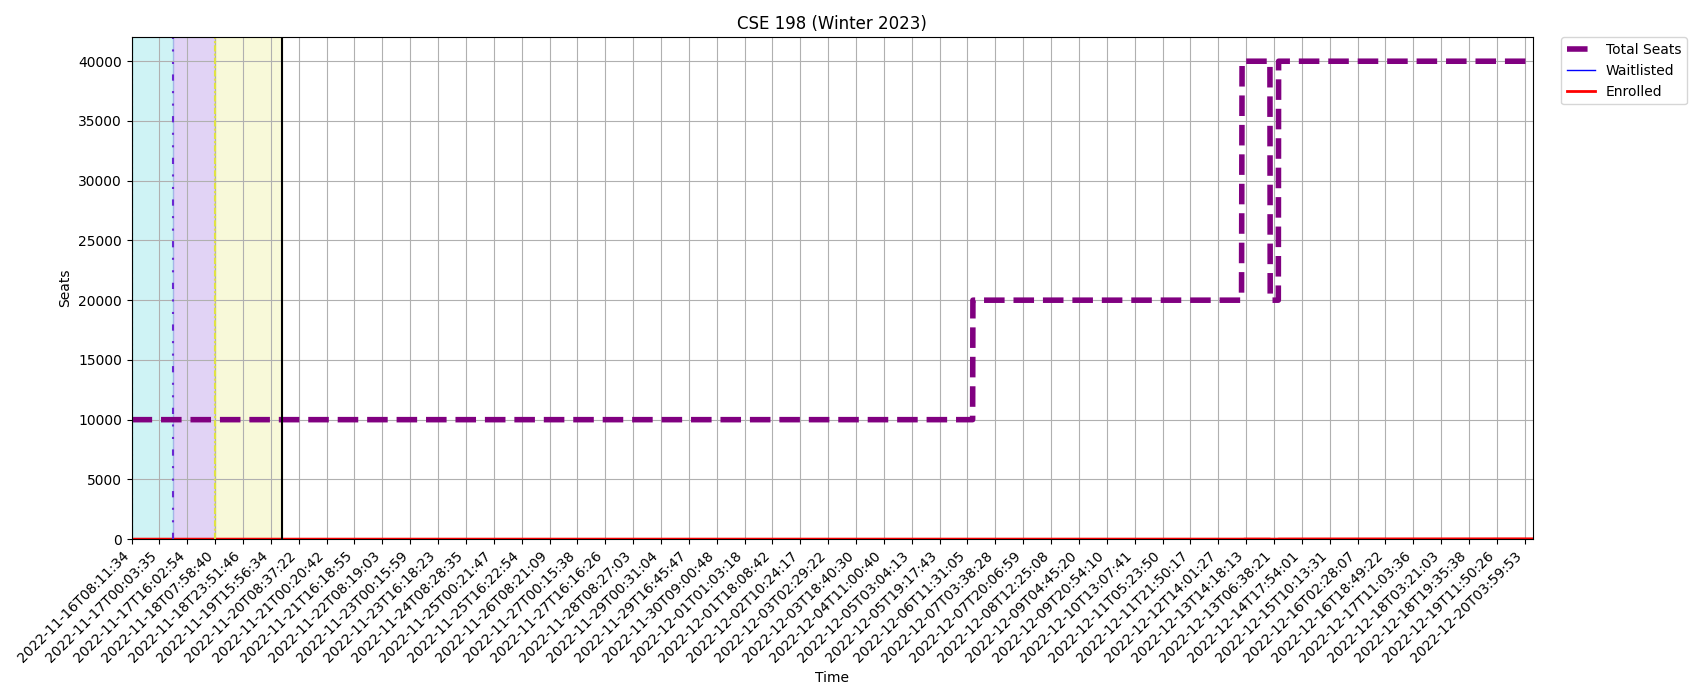 CSE 198 (Winter 2023)
Total Seats
Waitlisted
Enrolled
40000
35000
30000
25000
20000
15000
10000
5000
0
Seats
2022-11-16T08:11:34
2022-11-17T00:03:35
2022-11-17T16:02:54
2022-11-18T07:58:40
2022-11-18T23:51:46
2022-11-19T15:56:34
2022-11-20T08:37:22
2022-11-21T00:20:42
2022-11-21T16:18:55
2022-11-22T08:19:03
2022-11-23T00:15:59
2022-11-23T16:18:23
2022-11-24T08:28:35
2022-11-25T00:21:47
2022-11-25T16:22:54
2022-11-26T08:21:09
2022-11-27T00:15:38
2022-11-27T16:16:26
2022-11-28T08:27:03
2022-11-29T00:31:04
2022-11-29T16:45:47
2022-11-30T09:00:48
2022-12-01T01:03:18
2022-12-01T18:08:42
2022-12-02T10:24:17
2022-12-03T02:29:22
2022-12-03T18:40:30
2022-12-04T11:00:40
2022-12-05T03:04:13
2022-12-05T19:17:43
2022-12-06T11:31:05
2022-12-07T03:38:28
2022-12-07T20:06:59
2022-12-08T12:25:08
2022-12-09T04:45:20
2022-12-09T20:54:10
2022-12-10T13:07:41
2022-12-11T05:23:50
2022-12-11T21:50:17
2022-12-12T14:01:27
2022-12-13T14:18:13
2022-12-13T06:38:21
2022-12-14T17:54:01
2022-12-15T10:13:31
2022-12-16T02:28:07
2022-12-16T18:49:22
2022-12-17T11:03:36
2022-12-18T03:21:03
2022-12-18T19:35:38
2022-12-19T11:50:26
2022-12-20T03:59:53
Time